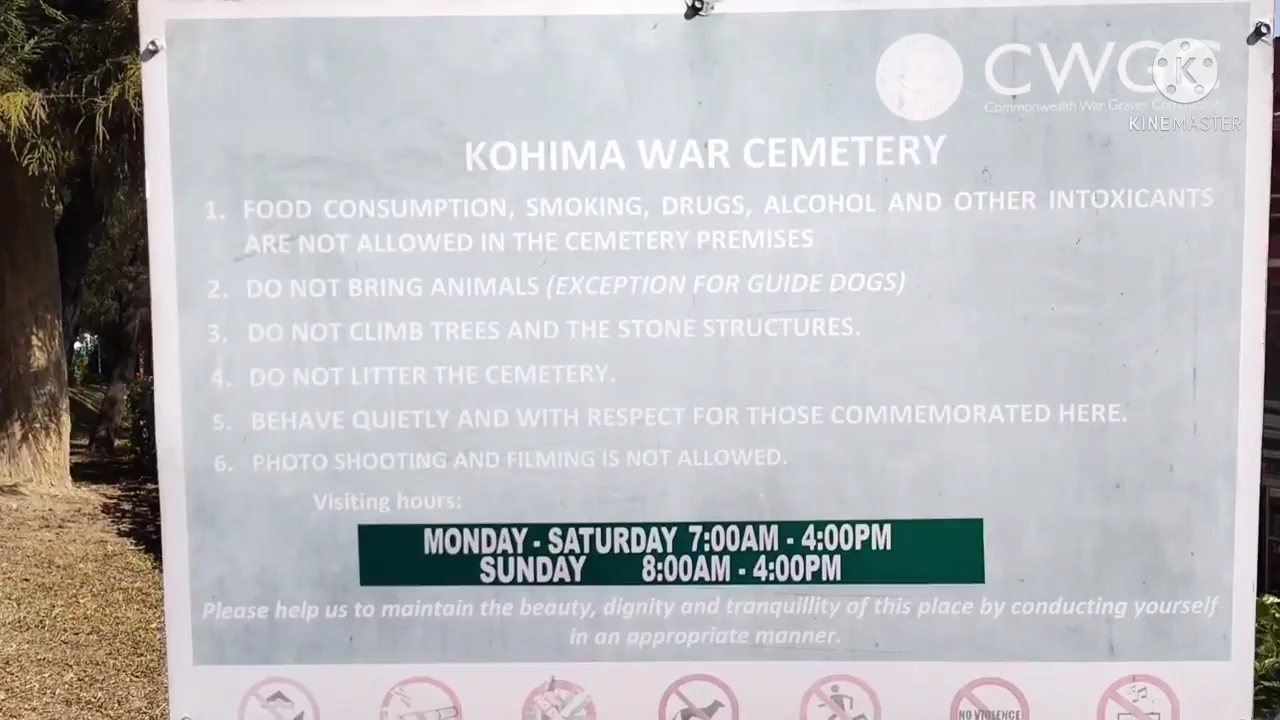 CWGC
Commonwealth War Graves Commission
KINEMASTER
KOHIMA WAR CEMETERY
1. FOOD CONSUMPTION, SMOKING, DRUGS, ALCOHOL AND OTHER INTOXICANTS
ARE NOT ALLOWED IN THE CEMETERY PREMISES
2. DO NOT BRING ANIMALS (EXCEPTION FOR GUIDE DOGS)
3. DO NOT CLIMB TREES AND THE STONE STRUCTURES.
4. DO NOT LITTER THE CEMETERY.
5. BEHAVE QUIETLY AND WITH RESPECT FOR THOSE COMMEMORATED HERE.
6. PHOTO SHOOTING AND FILMING IS NOT ALLOWED.
Visiting hours:
MONDAY - SATURDAY 7:00AM - 4:00PM
SUNDAY 8:00AM - 4:00PM
Please help us to maintain the beauty, dignity and tranquillity of this place by conducting yourself
in an appropriate manner.
NO VIOLENCE